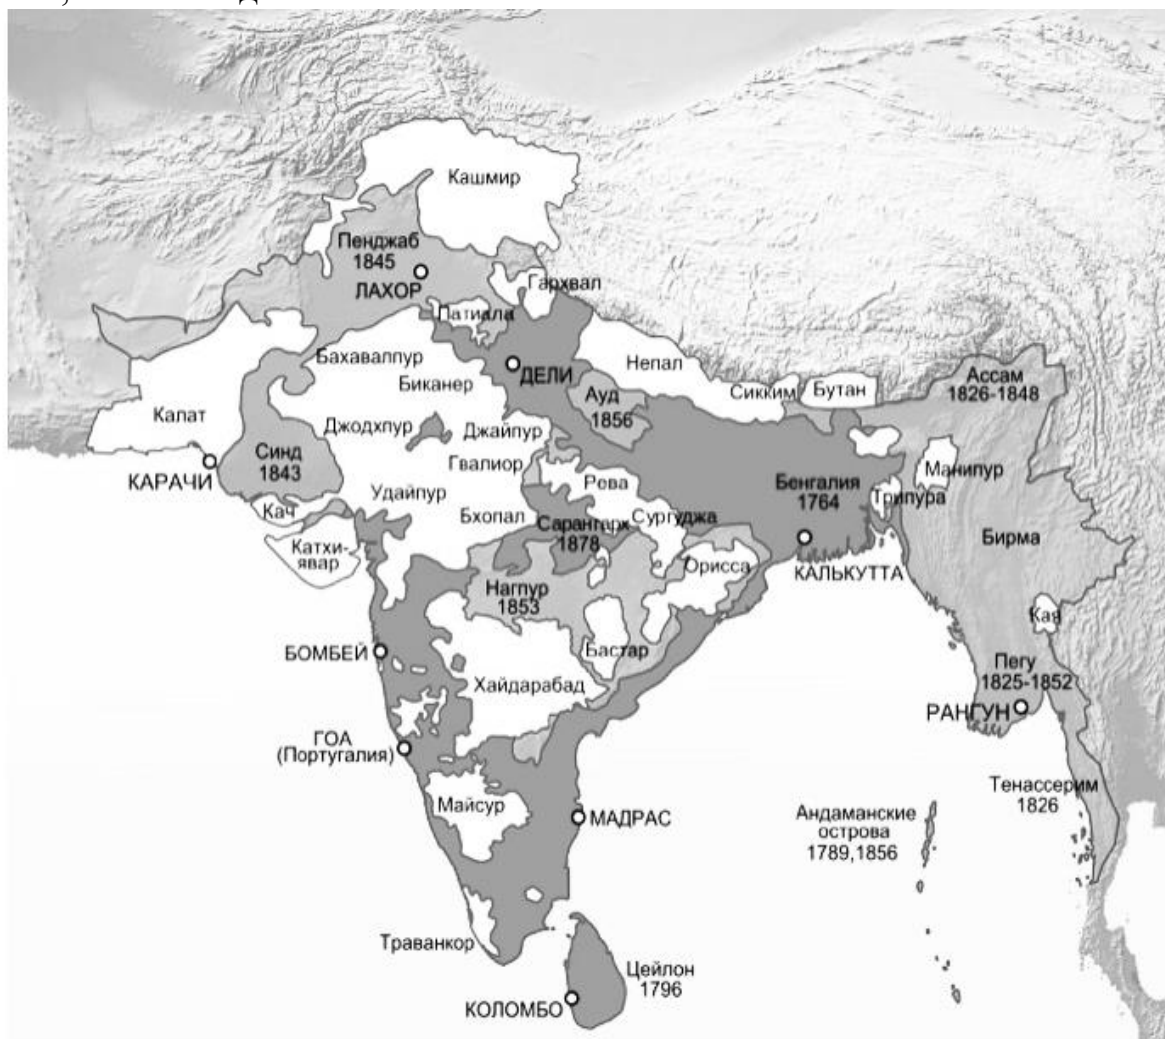 Кашмир
Пенджаб
1845
ЛАХОР
Гархвал
Патиала
Бахавалпур
ДЕЛИ
Непал
Биканер
Сикким
Бутан
Ассам
1826-1848
Ауд
1856
Калат
Джодхпур
Джайпур
Синд
1843
Гвалиор
Манипур
КАРАЧИ
Рева
Бенгалия
1764
Трипура
Удайпур
Кач
Бхопал
Сарангарх
1878
Сургуджа
Бирма
Катхи-
явар
Орисса
КАЛЬКУТТА
Нагпур
1853
Кая
БОМБЕЙ
Бастар
Пегу
1825-1852
Хайдарабад
РАНГУН
ГОА
(Португалия)
Тенассерим
1826
Майсур
МАДРАС
Андаманские
острова
1789,1856
Траванкор
Цейлон
1796
КОЛОМБО